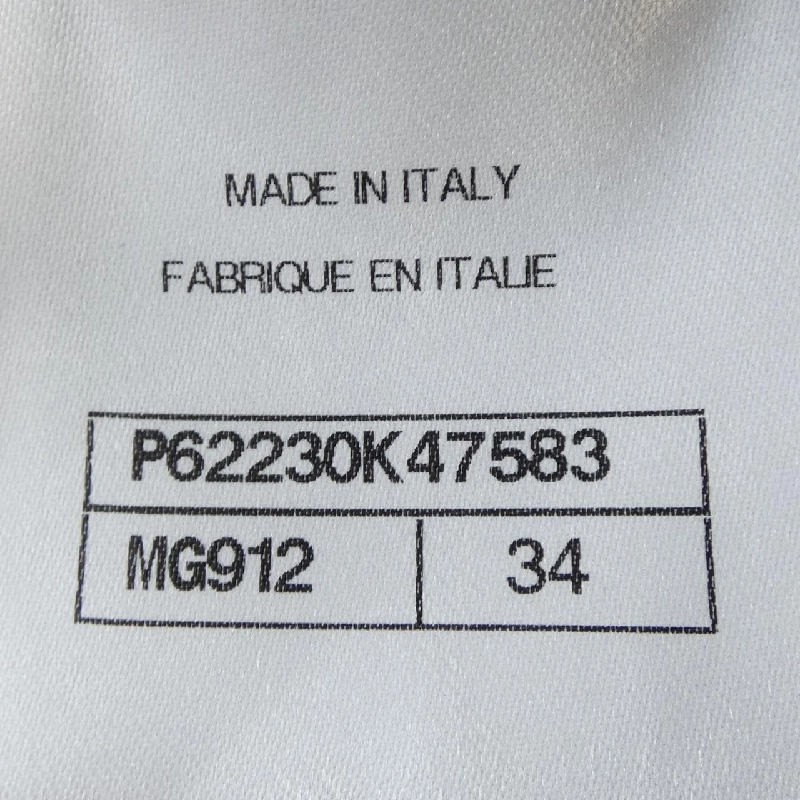 MADE IN ITALY
FABRIQUE EN ITALIE
P62230K47583
MG912 34